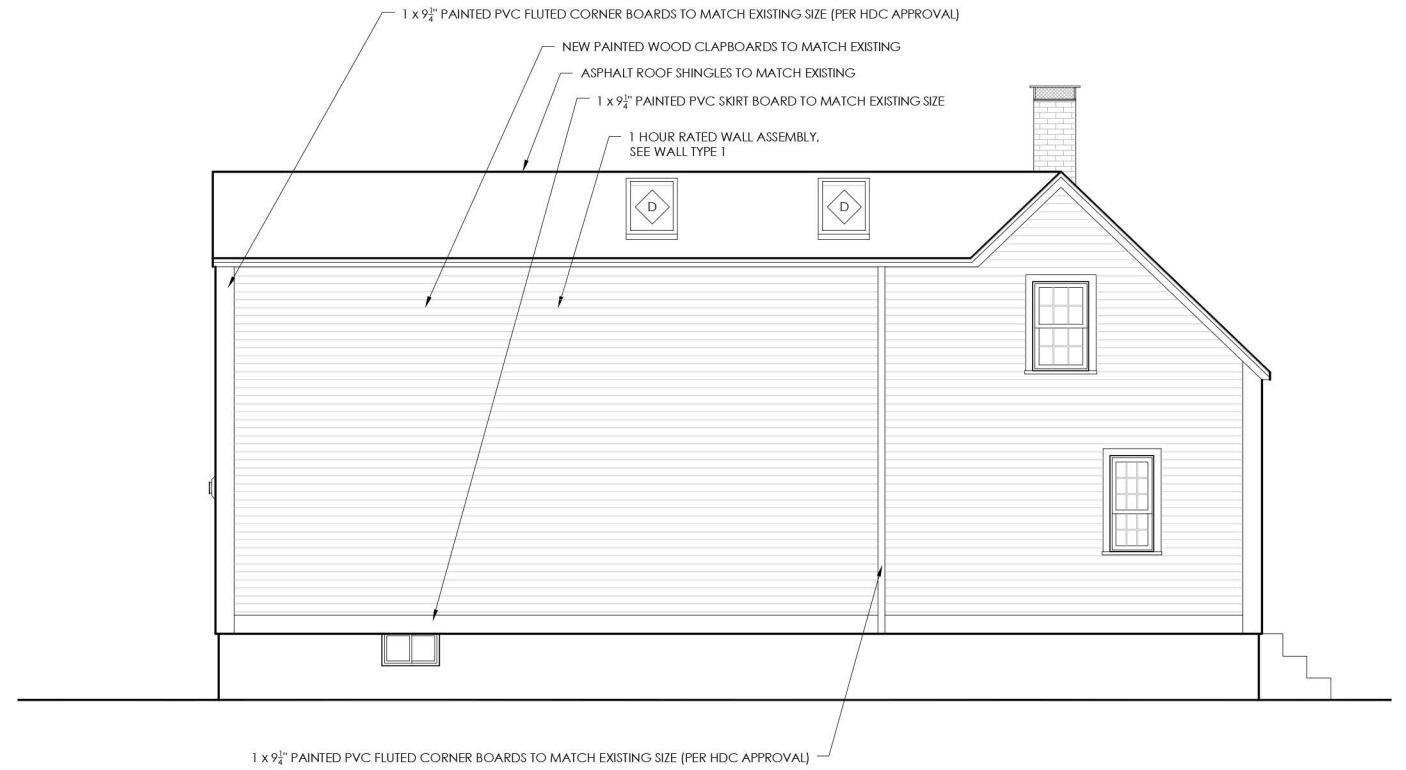 1 x 9¼" PAINTED PVC FLUTED CORNER BOARDS TO MATCH EXISTING SIZE (PER HDC APPROVAL)
NEW PAINTED WOOD CLAPBOARDS TO MATCH EXISTING
ASPHALT ROOF SHINGLES TO MATCH EXISTING
1 x 9¼" PAINTED PVC SKIRT BOARD TO MATCH EXISTING SIZE
1 HOUR RATED WALL ASSEMBLY,
SEE WALL TYPE 1
D
D
1 x 9¼" PAINTED PVC FLUTED CORNER BOARDS TO MATCH EXISTING SIZE (PER HDC APPROVAL)